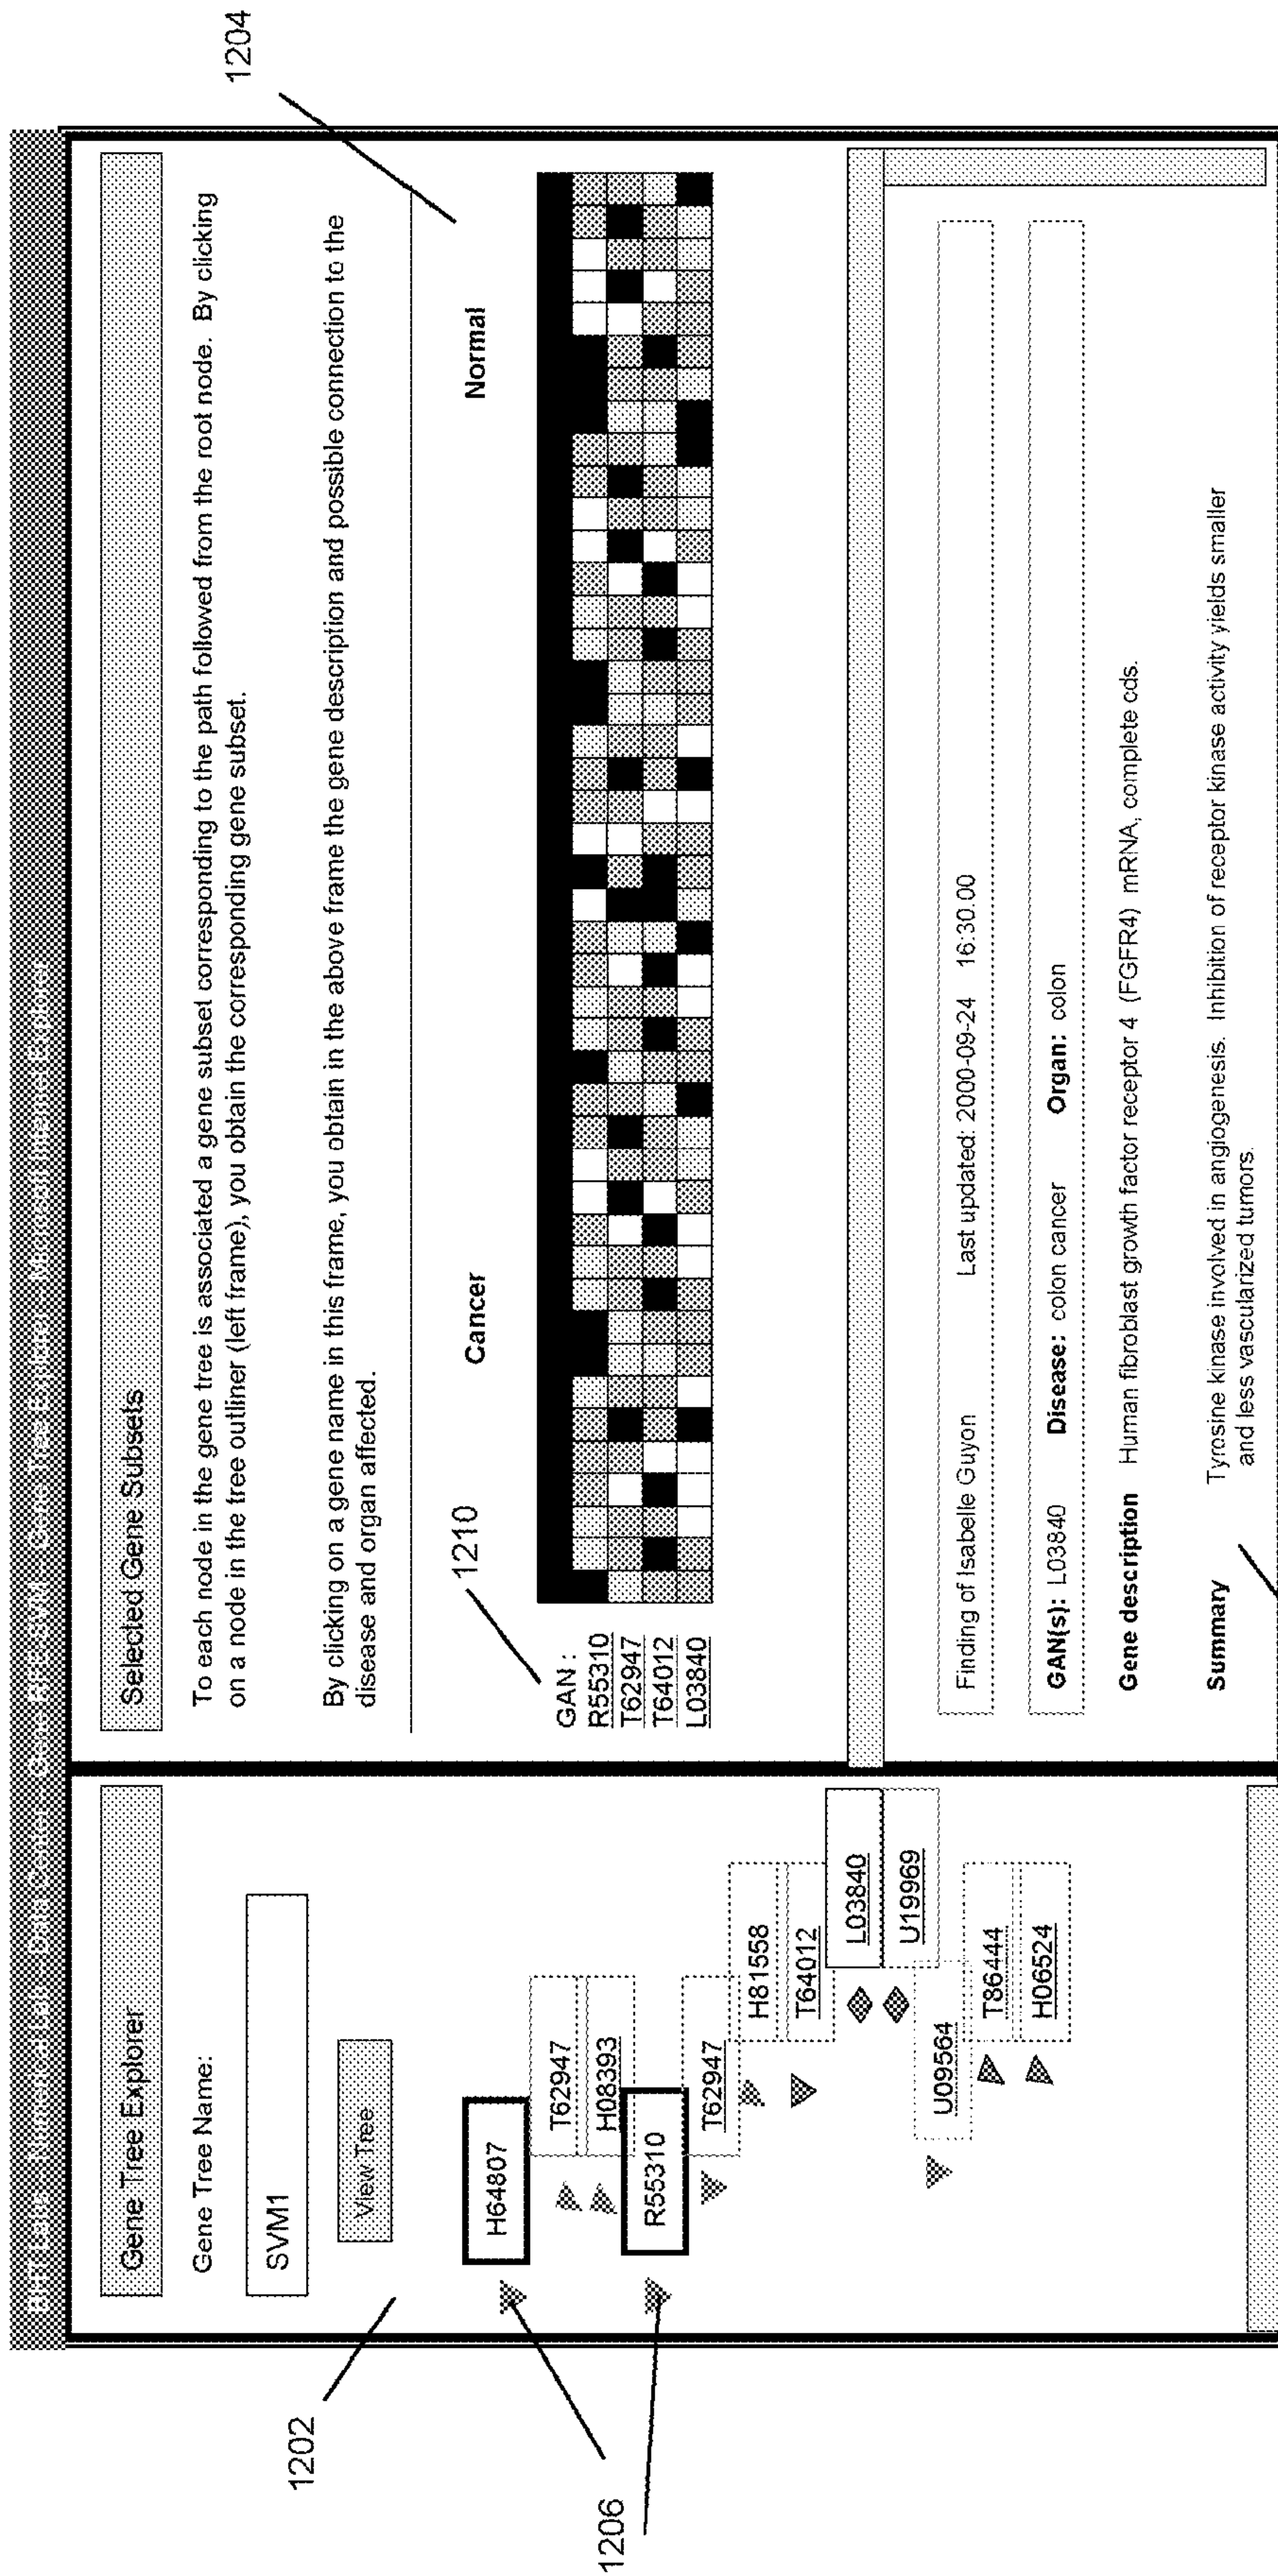 1204
1202
1206
Gene Tree Explorer
Gene Tree Name:
SVM1
View Tree
H64807
T62947
H08393
R55310
T62947
H81558
T64012
L03840
U19969
U09564
T86444
H06524
Selected Gene Subsets
To each node in the gene tree is associated a gene subset corresponding to the path followed from the root node. By clicking
on a node in the tree outliner (left frame), you obtain the corresponding gene subset.
By clicking on a gene name in this frame, you obtain in the above frame the gene description and possible connection to the
disease and organ affected.
1210
Cancer
Normal
GAN :
R55310
T62947
T64012
L03840
Finding of Isabelle Guyon Last updated: 2000-09-24 16:30.00
GAN(s): L03840 Disease: colon cancer Organ: colon
Gene description Human fibroblast growth factor receptor 4 (FGFR4) mRNA, complete cds.
Summary Tyrosine kinase involved in angiogenesis. Inhibition of receptor kinase activity yields smaller
and less vascularized tumors.